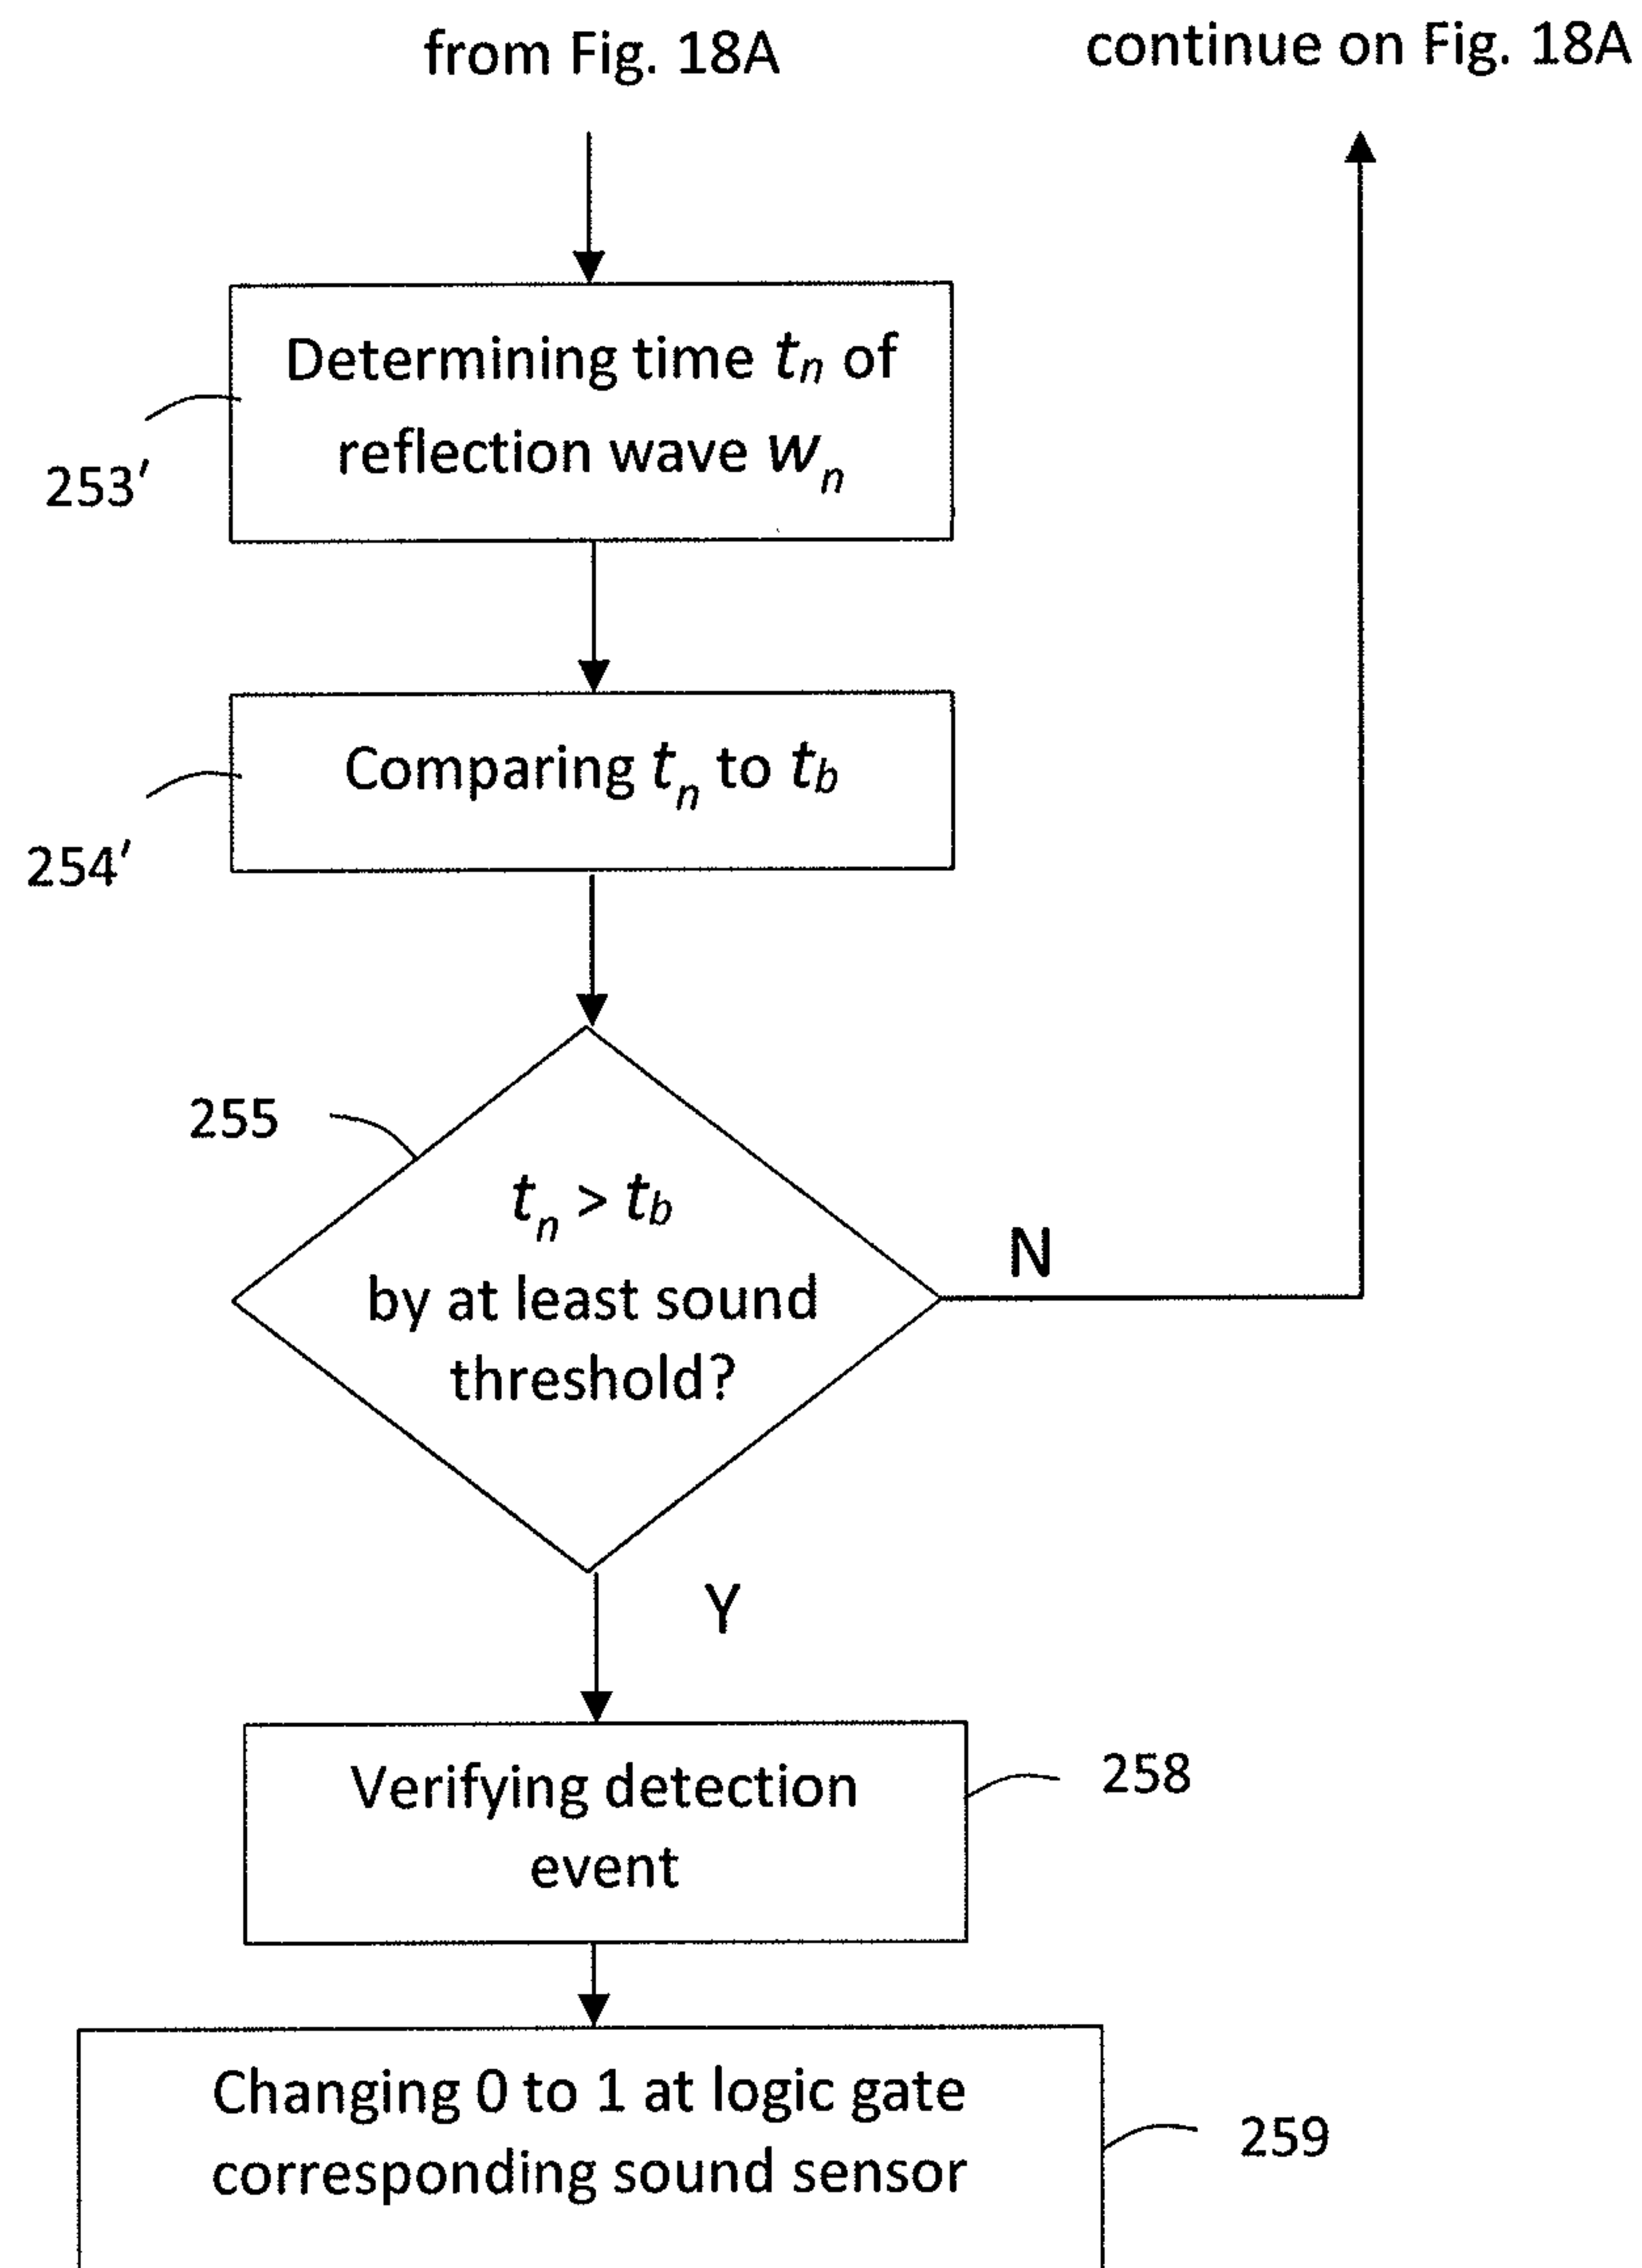 from Fig. 18A
continue on Fig. 18A
Determining time tn of
reflection wave wn
253′
Comparing tn to tb
254′
255
tn > tb
by at least sound
threshold?
N
Y
Verifying detection
event
258
Changing 0 to 1 at logic gate
corresponding sound sensor
259